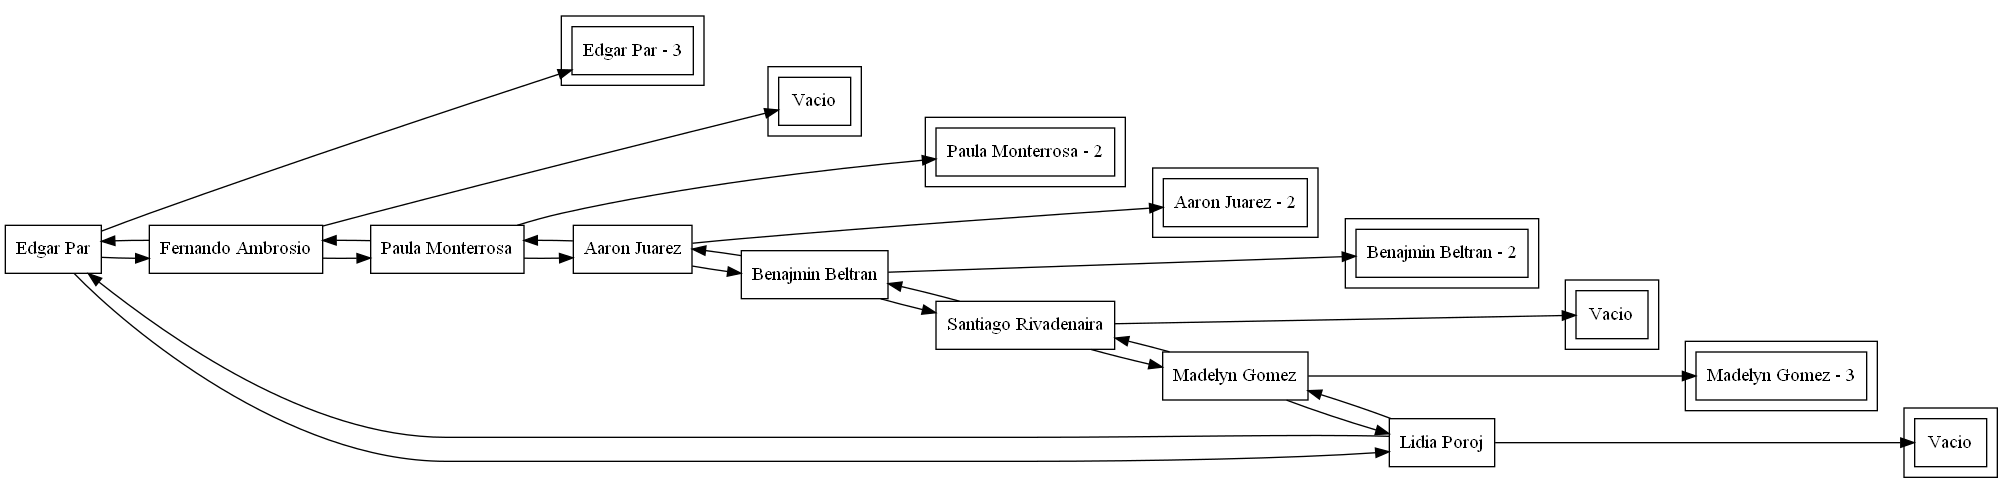 Edgar Par - 3
Vacio
Paula Monterrosa - 2
Aaron Juarez - 2
Edgar Par
Fernando Ambrosio
Paula Monterrosa
Aaron Juarez
Benajmin Beltran - 2
Benajmin Beltran
Vacio
Santiago Rivadenaira
Madelyn Gomez
Madelyn Gomez - 3
Lidia Poroj
Vacio